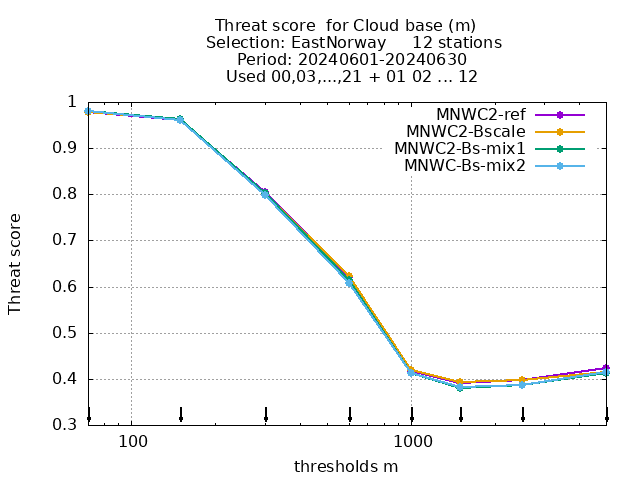 Threat score  for Cloud base (m)
Selection: EastNorway     12 stations
Period: 20240601-20240630
Used 00,03,...,21 + 01 02 ... 12
MNWC2-ref
MNWC2-Bscale
MNWC-Bs-mix1
MNWC-Bs-mix2
Threat score
1
0.9
0.8
0.7
0.6
0.5
0.4
0.3
100
1000
thresholds m